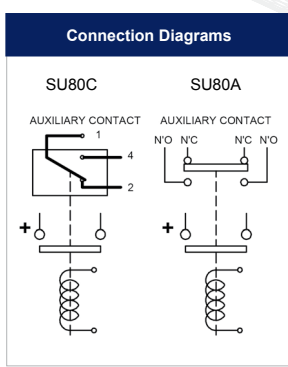 Connection Diagrams
SU80C
SU80A
AUXILIARY CONTACT
1
4
2
+
AUXILIARY CONTACT
N'O N'C N'C N'O
+